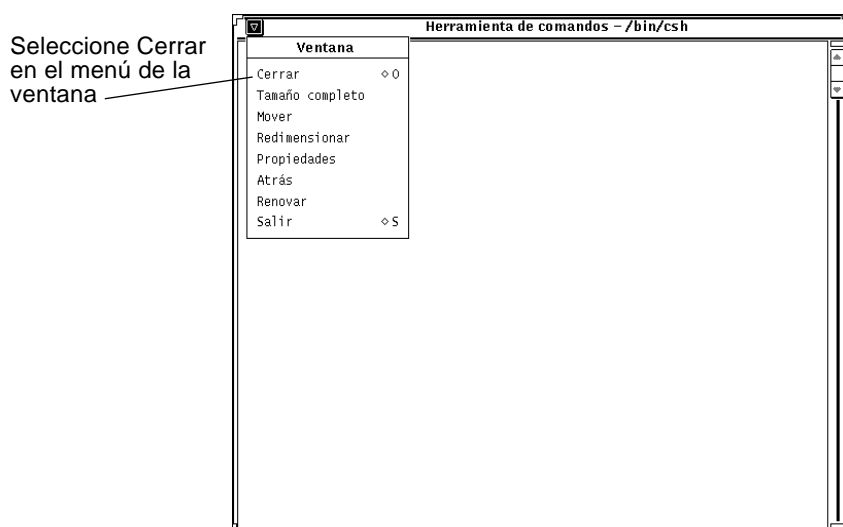 Herramienta de comandos – /bin/csh
Seleccione Cerrar
en el menú de la
ventana
Ventana
Cerrar ◇ O
Tamaño completo
Mover
Redimensionar
Propiedades
Atrás
Renovar
Salir ◇ S